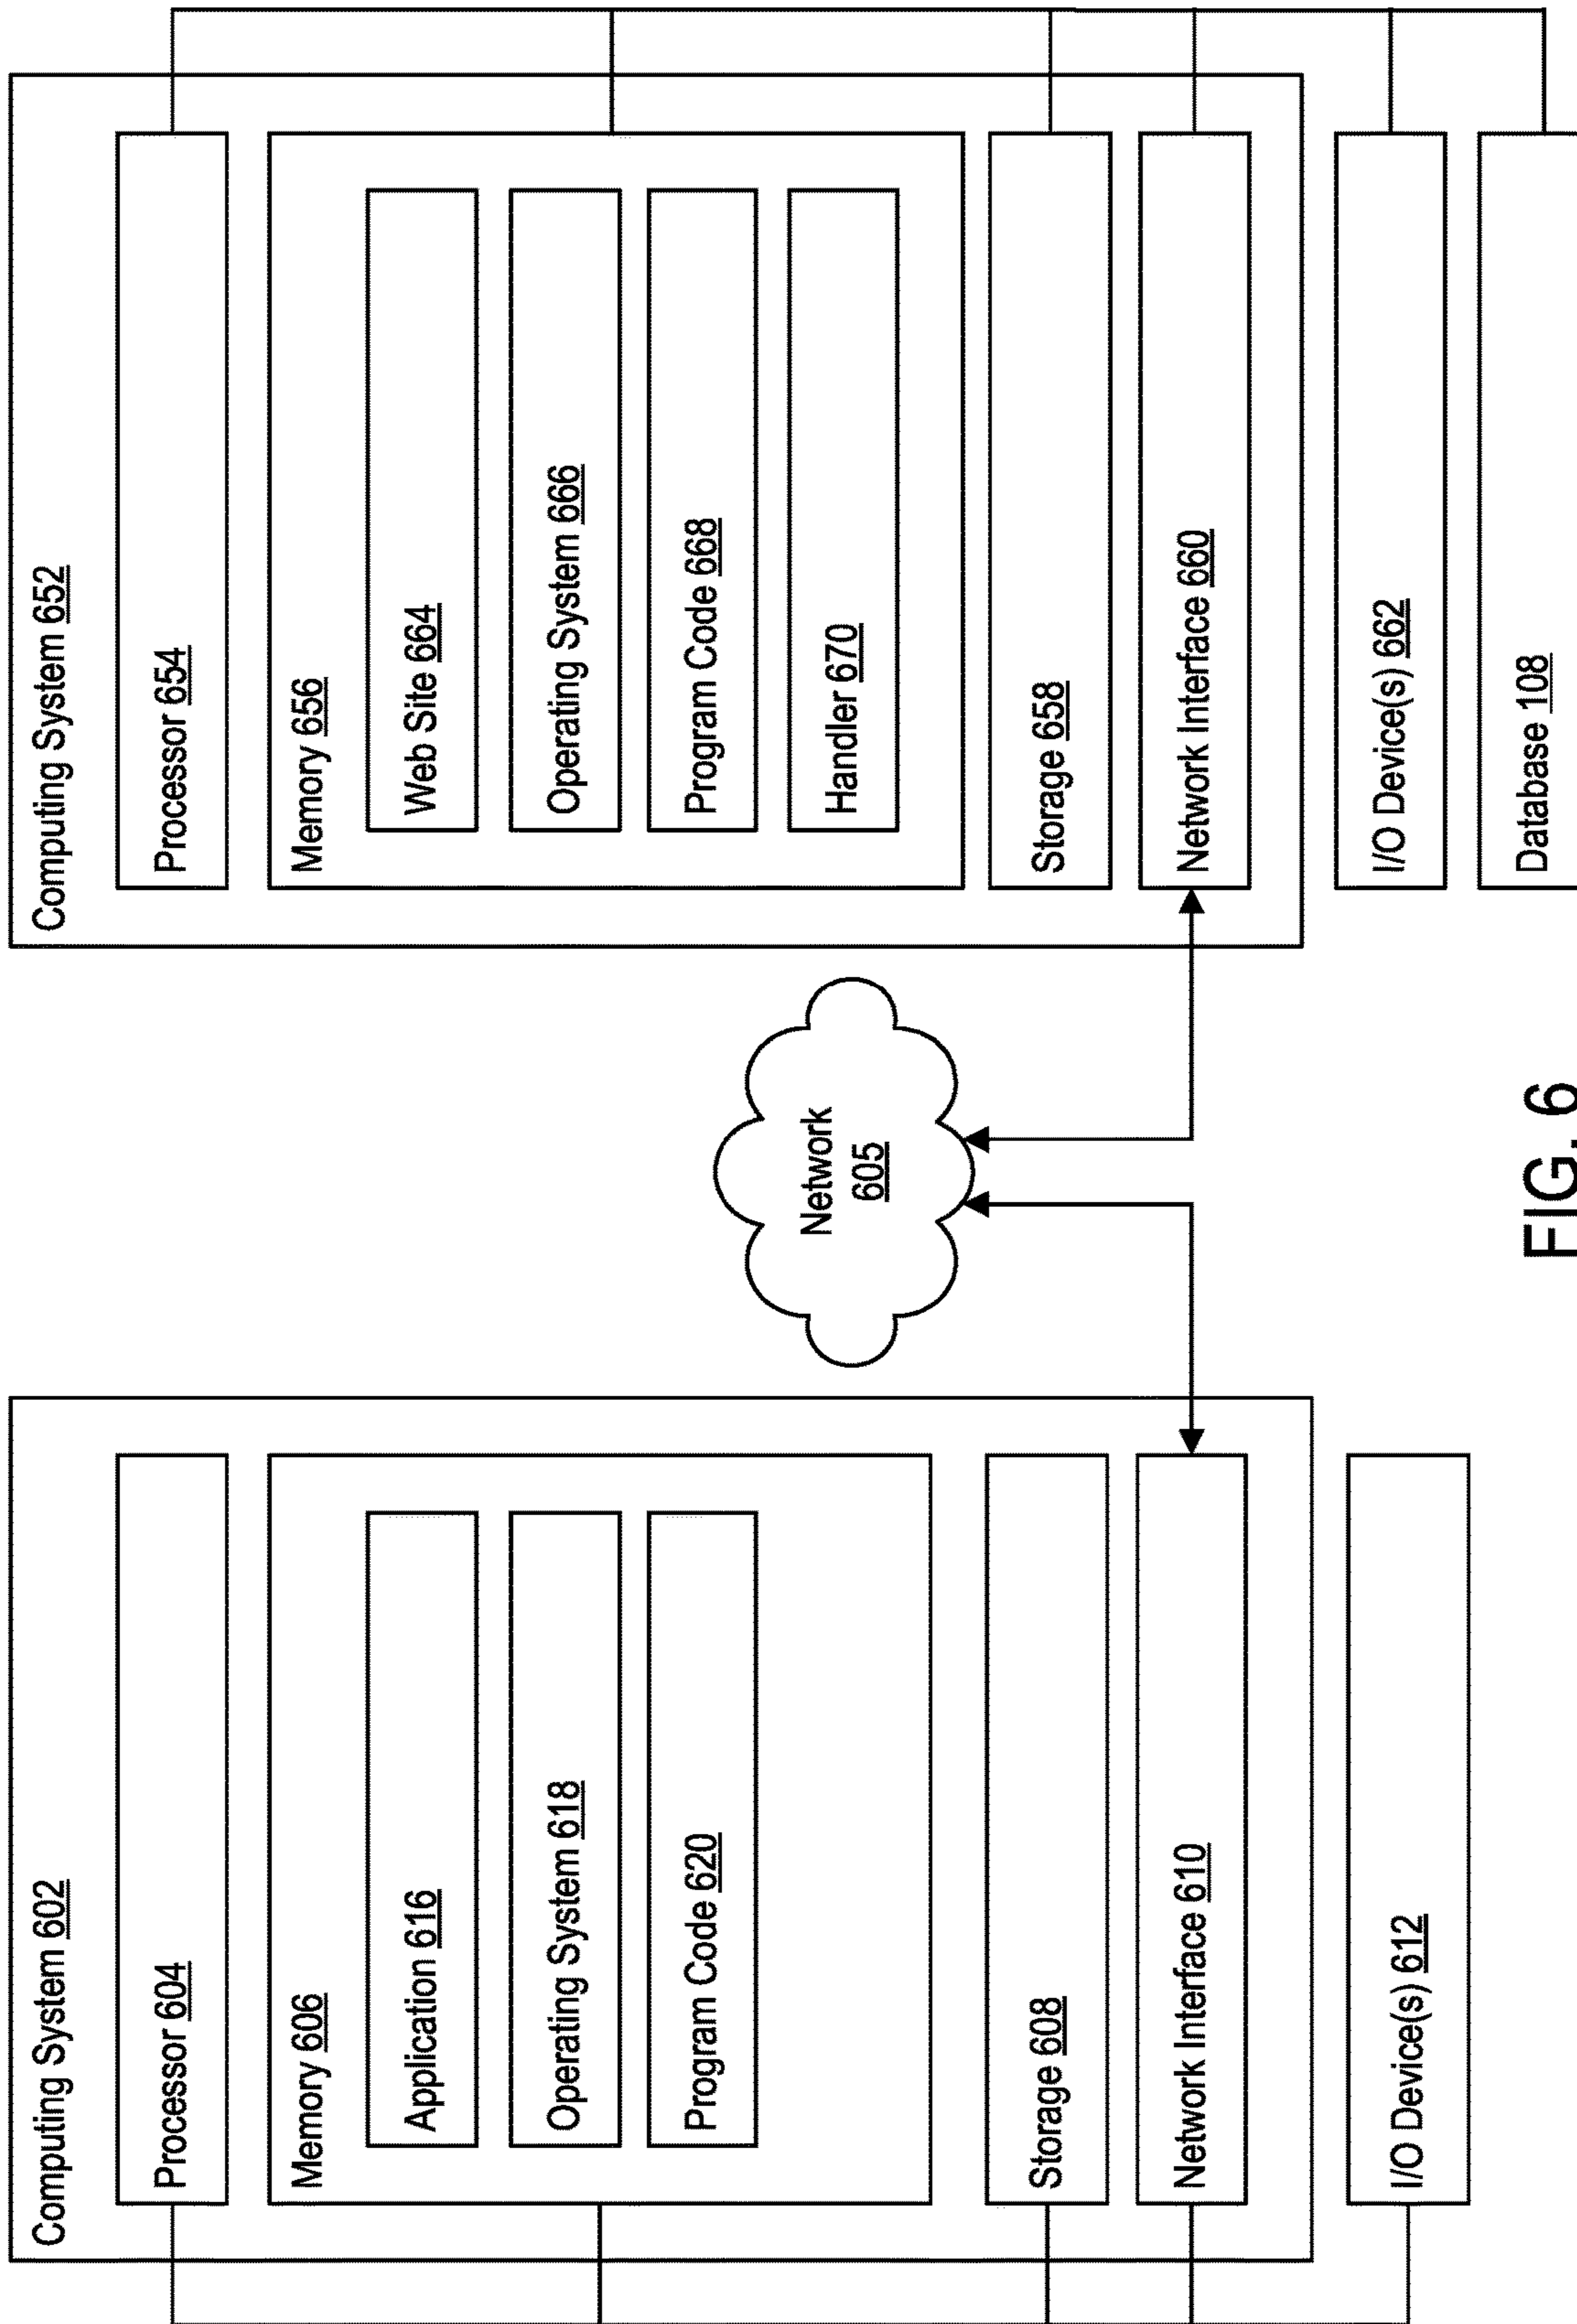 Computing System 602
Processor 604
Memory 606
Application 616
Operating System 618
Program Code 620
Storage 608
Network Interface 610
I/O Device(s) 612
Network
605
Computing System 652
Processor 654
Memory 656
Web Site 664
Operating System 666
Program Code 668
Handler 670
Storage 658
Network Interface 660
I/O Device(s) 662
Database 108
FIG. 6